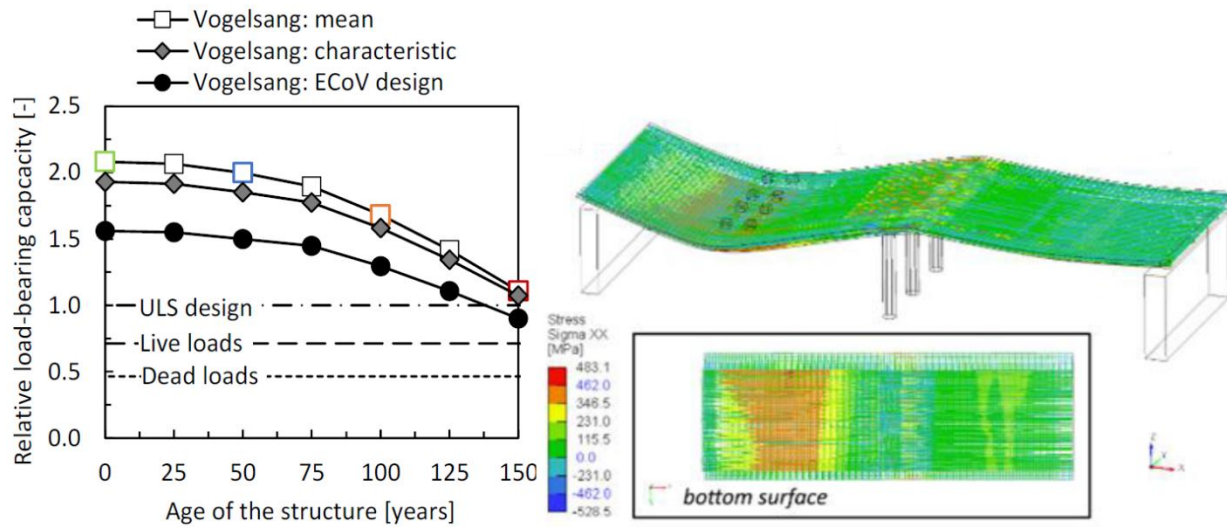 Vogelsang: mean
Vogelsang: characteristic
Vogelsang: ECoV design
Relative load-bearing capcacity [-]
2.5
2.0
1.5
1.0
0.5
0.0
ULS design
Live loads
Dead loads
0 25 50 75 100 125 150
Age of the structure [years]
Stress
Sigma XX
[MPa]
483.1
462.0
346.5
231.0
115.5
0.0
-231.0
-462.0
-528.5
bottom surface
Z
Y
X